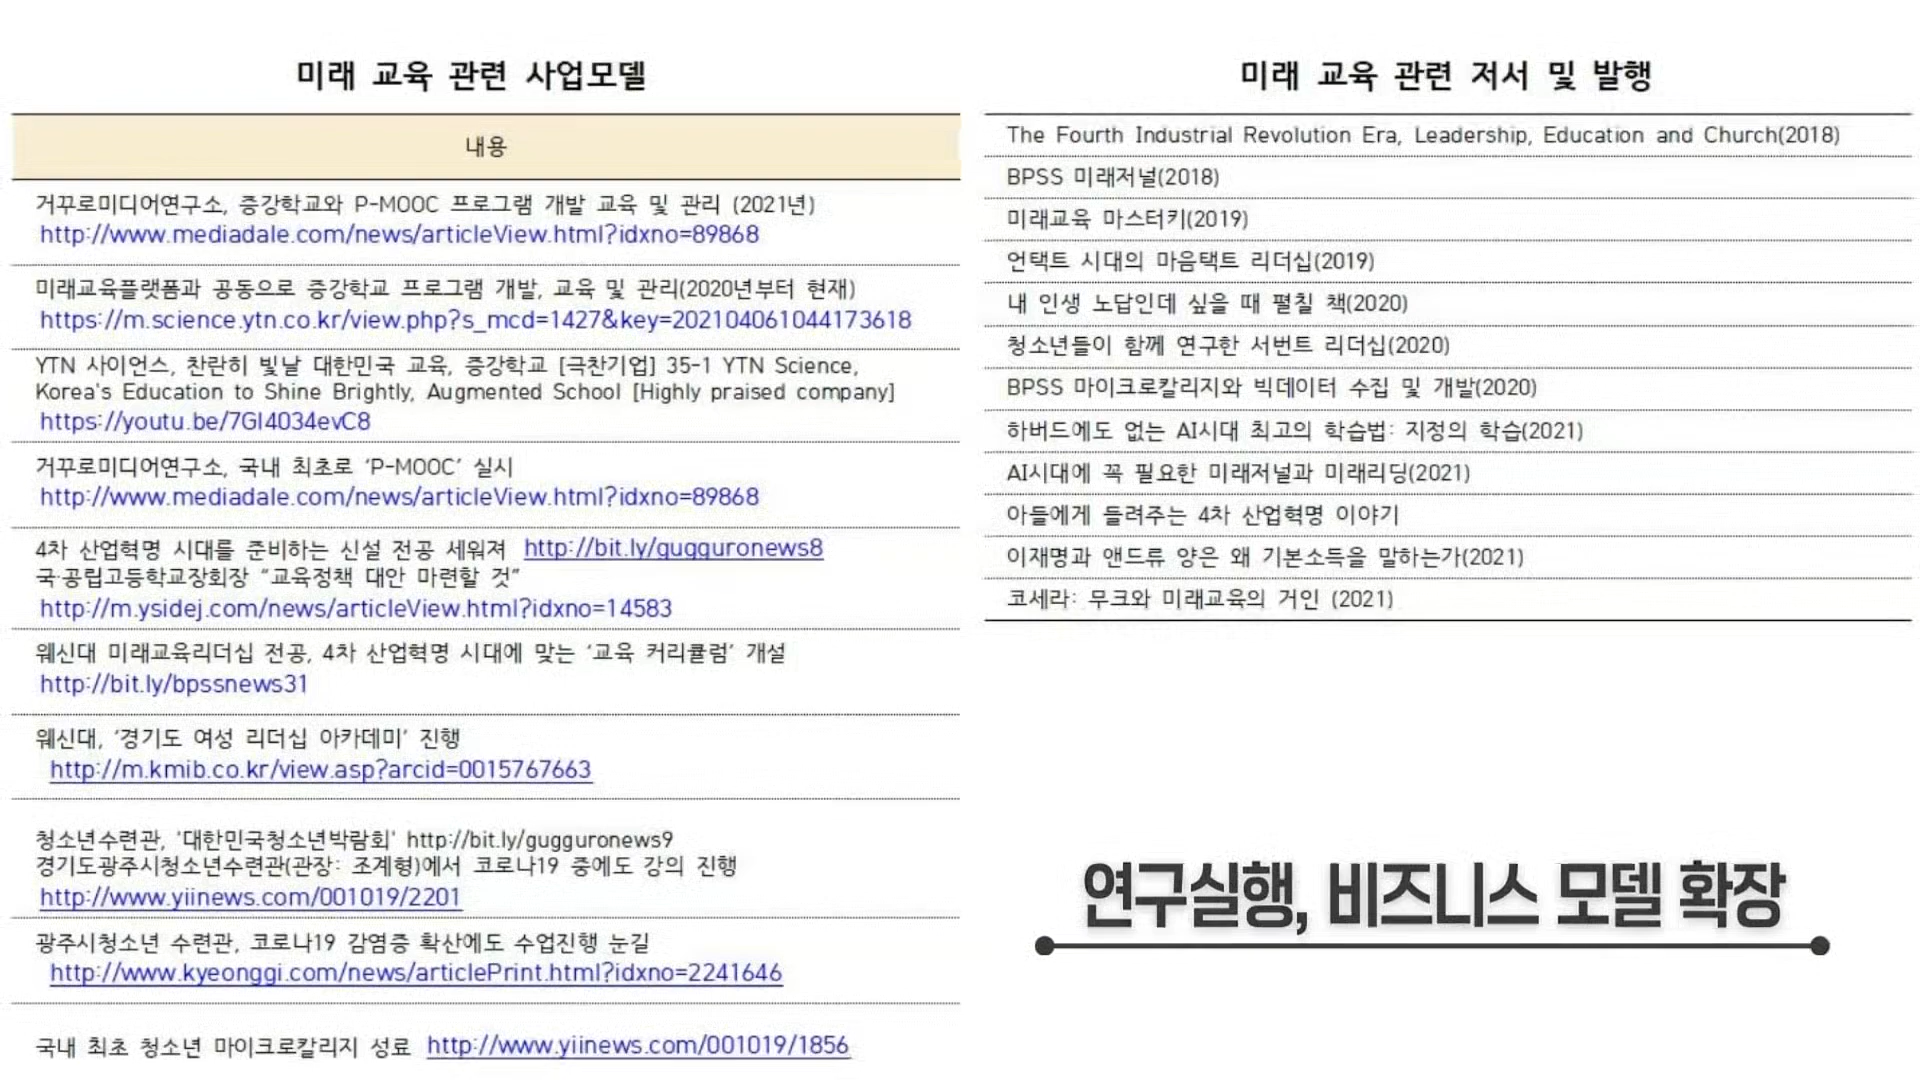 미래 교육 관련 사업모델
내용
거꾸로미디어연구소, 증강학교와 P-MOOC 프로그램 개발 교육 및 관리 (2021년)
http://www.mediadale.com/news/articleView.html?idxno=89868
미래교육플랫폼과 공동으로 증강학교 프로그램 개발, 교육 및 관리(2020년부터 현재)
https://m.science.ytn.co.kr/view.php?s_mcd=1427&key=202104061044173618
YTN 사이언스, 찬란히 빛날 대한민국 교육, 증강학교 [극찬기업] 35-1 YTN Science,
Korea's Education to Shine Brightly, Augmented School [Highly praised company]
https://youtu.be/7GI4034evC8
거꾸로미디어연구소, 국내 최초로 ‘P-MOOC’ 실시
http://www.mediadale.com/news/articleView.html?idxno=89868
4차 산업혁명 시대를 준비하는 신설 전공 세워져 http://bit.ly/gugguronews8
국·공립고등학교장회장 “교육정책 대안 마련할 것”
http://m.ysidej.com/news/articleView.html?idxno=14583
웨신대 미래교육리더십 전공, 4차 산업혁명 시대에 맞는 ‘교육 커리큘럼’ 개설
http://bit.ly/bpssnews31
웨신대, ‘경기도 여성 리더십 아카데미’ 진행
http://m.kmib.co.kr/view.asp?arcid=0015767663
청소년수련관, '대한민국청소년박람회' http://bit.ly/gugguronews9
경기도광주시청소년수련관(관장: 조계형)에서 코로나19 중에도 강의 진행
http://www.yiinews.com/001019/2201
광주시청소년 수련관, 코로나19 감염증 확산에도 수업진행 눈길
http://www.kyeonggi.com/news/articlePrint.html?idxno=2241646
국내 최초 청소년 마이크로칼리지 성료 http://www.yiinews.com/001019/1856
미래 교육 관련 저서 및 발행
The Fourth Industrial Revolution Era, Leadership, Education and Church(2018)
BPSS 미래저널(2018)
미래교육 마스터키(2019)
언택트 시대의 마음택트 리더십(2019)
내 인생 노답인데 싶을 때 펼칠 책(2020)
청소년들이 함께 연구한 서번트 리더십(2020)
BPSS 마이크로칼리지와 빅데이터 수집 및 개발(2020)
하버드에도 없는 AI시대 최고의 학습법: 지정의 학습(2021)
AI시대에 꼭 필요한 미래저널과 미래리딩(2021)
아들에게 들려주는 4차 산업혁명 이야기
이재명과 앤드류 양은 왜 기본소득을 말하는가(2021)
코세라: 무크와 미래교육의 거인 (2021)
연구실행, 비즈니스 모델 확장